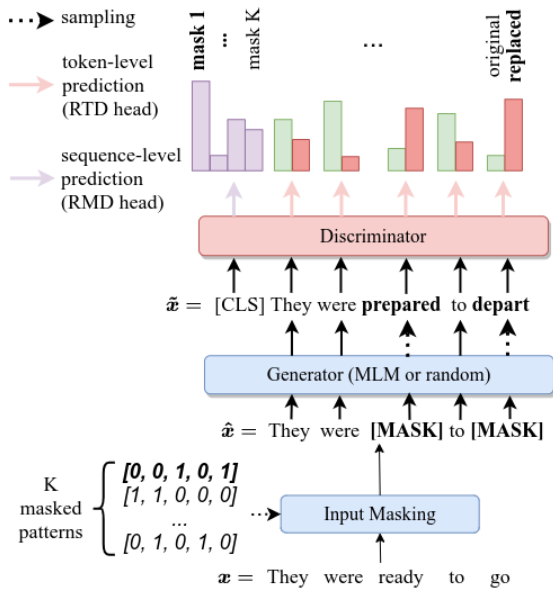 sampling
token-level
prediction
(RTD head)
sequence-level
prediction
(RMD head)
mask 1
...
mask K
...
original
replaced
Discriminator
x̃ = [CLS] They were prepared to depart
Generator (MLM or random)
x̂ = They were [MASK] to [MASK]
K
masked
patterns
[0, 0, 1, 0, 1]
[1, 1, 0, 0, 0]
...
[0, 1, 0, 1, 0]
Input Masking
x = They were ready to go